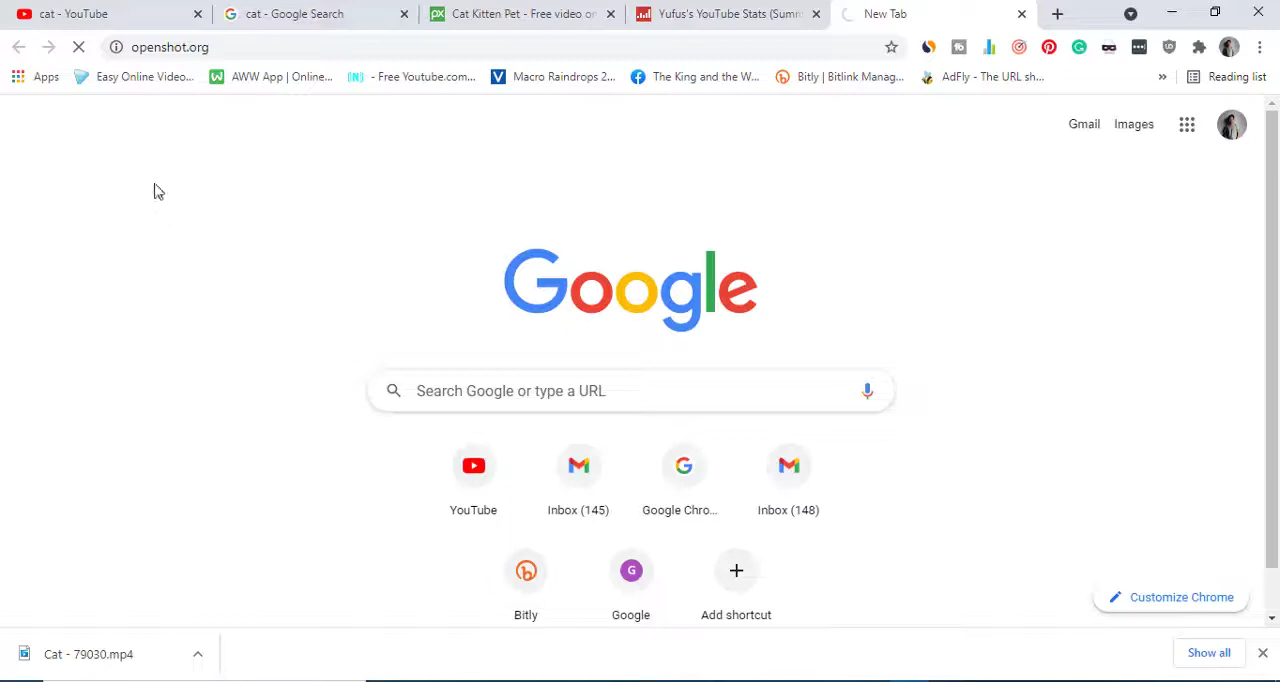 cat - YouTube
cat - Google Search
Cat Kitten Pet - Free video on
Yufus's YouTube Stats (Summ
New Tab
openshot.org
Apps
Easy Online Video...
AWW App | Online...
- Free Youtube.com...
Macro Raindrops 2...
The King and the W...
Bitly | Bitlink Manag...
AdFly - The URL sh...
»
Reading list
Gmail
Images
Google
Search Google or type a URL
YouTube
Inbox (145)
Google Chro...
Inbox (148)
Bitly
Google
Add shortcut
Customize Chrome
Cat - 79030.mp4
Show all